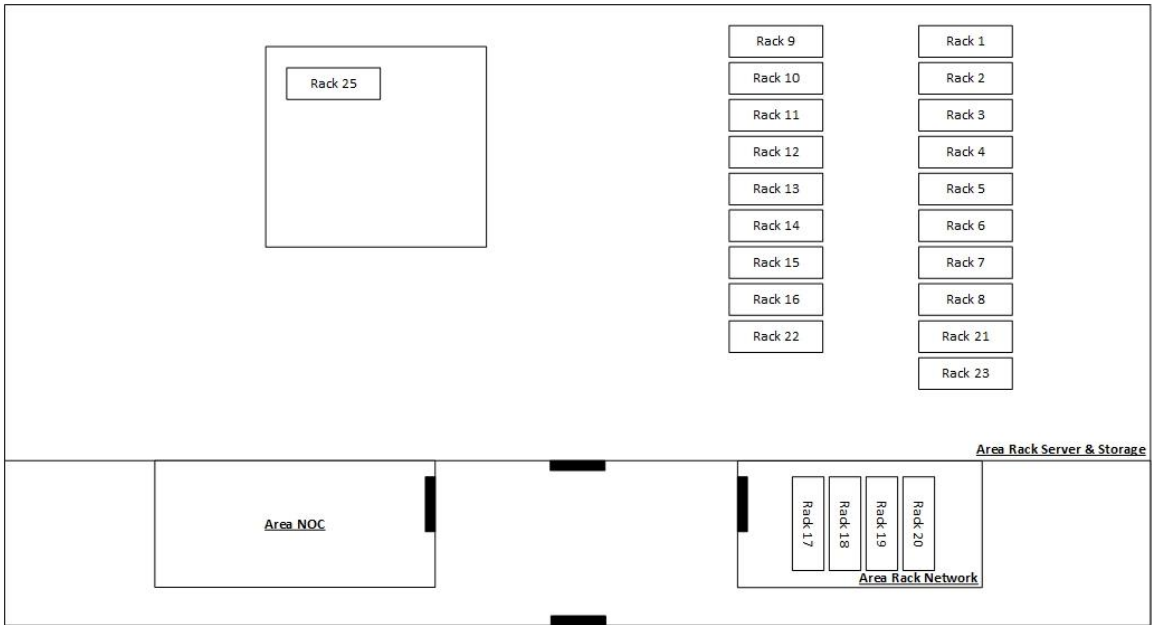 Rack 25
Rack 9
Rack 10
Rack 11
Rack 12
Rack 13
Rack 14
Rack 15
Rack 16
Rack 22
Rack 1
Rack 2
Rack 3
Rack 4
Rack 5
Rack 6
Rack 7
Rack 8
Rack 21
Rack 23
Area Rack Server & Storage
Area NOC
Rack 17
Rack 18
Rack 19
Rack 20
Area Rack Network